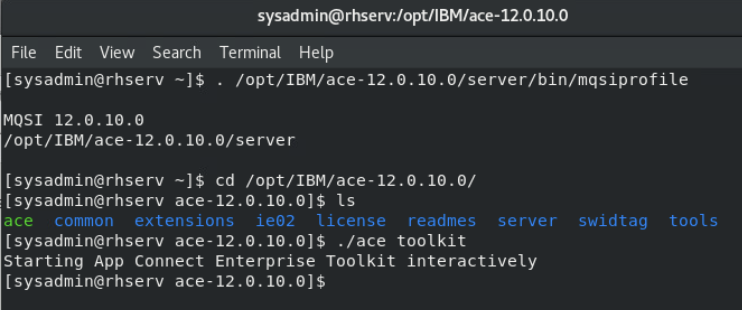 sysadmin@rhserv:/opt/IBM/ace-12.0.10.0
File Edit View Search Terminal Help
[sysadmin@rhserv ~]$ . /opt/IBM/ace-12.0.10.0/server/bin/mqsiprofile
MQSI 12.0.10.0
/opt/IBM/ace-12.0.10.0/server
[sysadmin@rhserv ~]$ cd /opt/IBM/ace-12.0.10.0/
[sysadmin@rhserv ace-12.0.10.0]$ ls
ace common extensions ie02 license readmes server swidtag tools
[sysadmin@rhserv ace-12.0.10.0]$ ./ace toolkit
Starting App Connect Enterprise Toolkit interactively
[sysadmin@rhserv ace-12.0.10.0]$